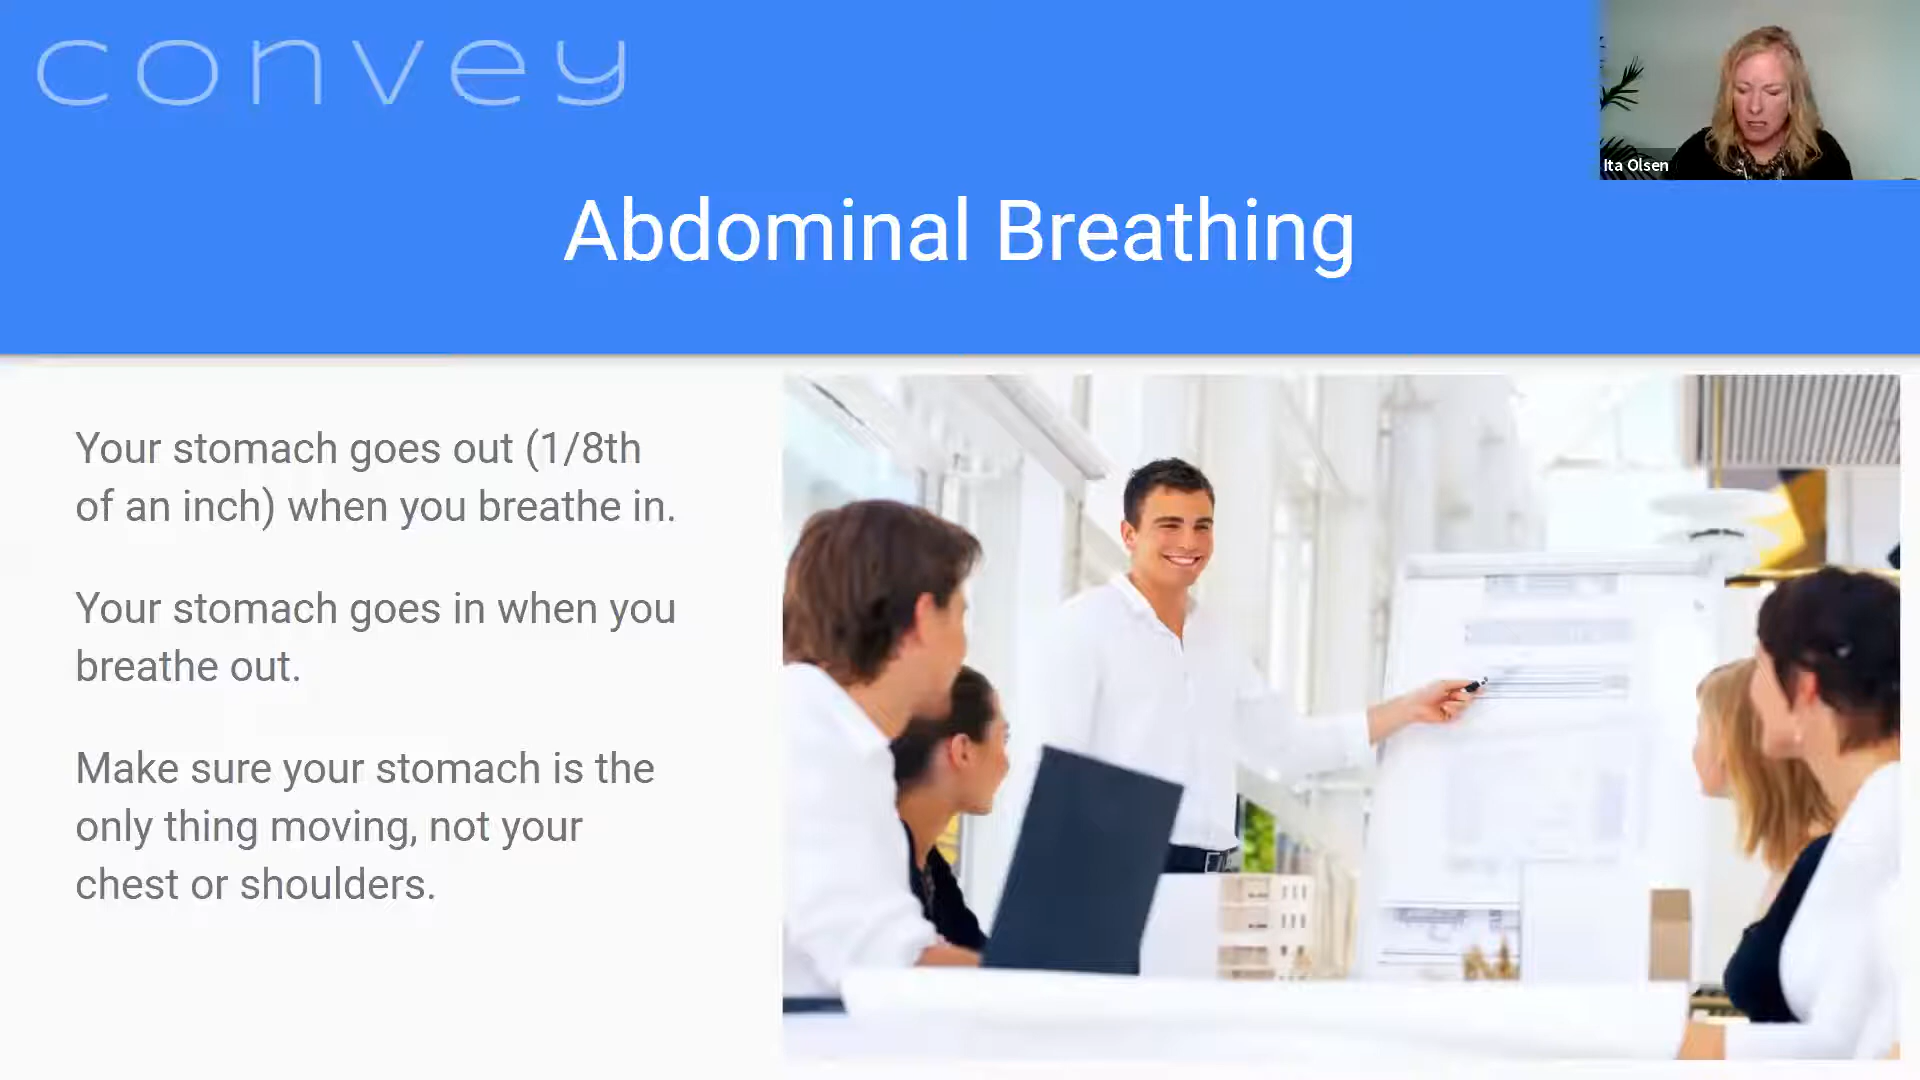 convey
Ita Olsen
Abdominal Breathing
Your stomach goes out (1/8th
of an inch) when you breathe in.
Your stomach goes in when you
breathe out.
Make sure your stomach is the
only thing moving, not your
chest or shoulders.